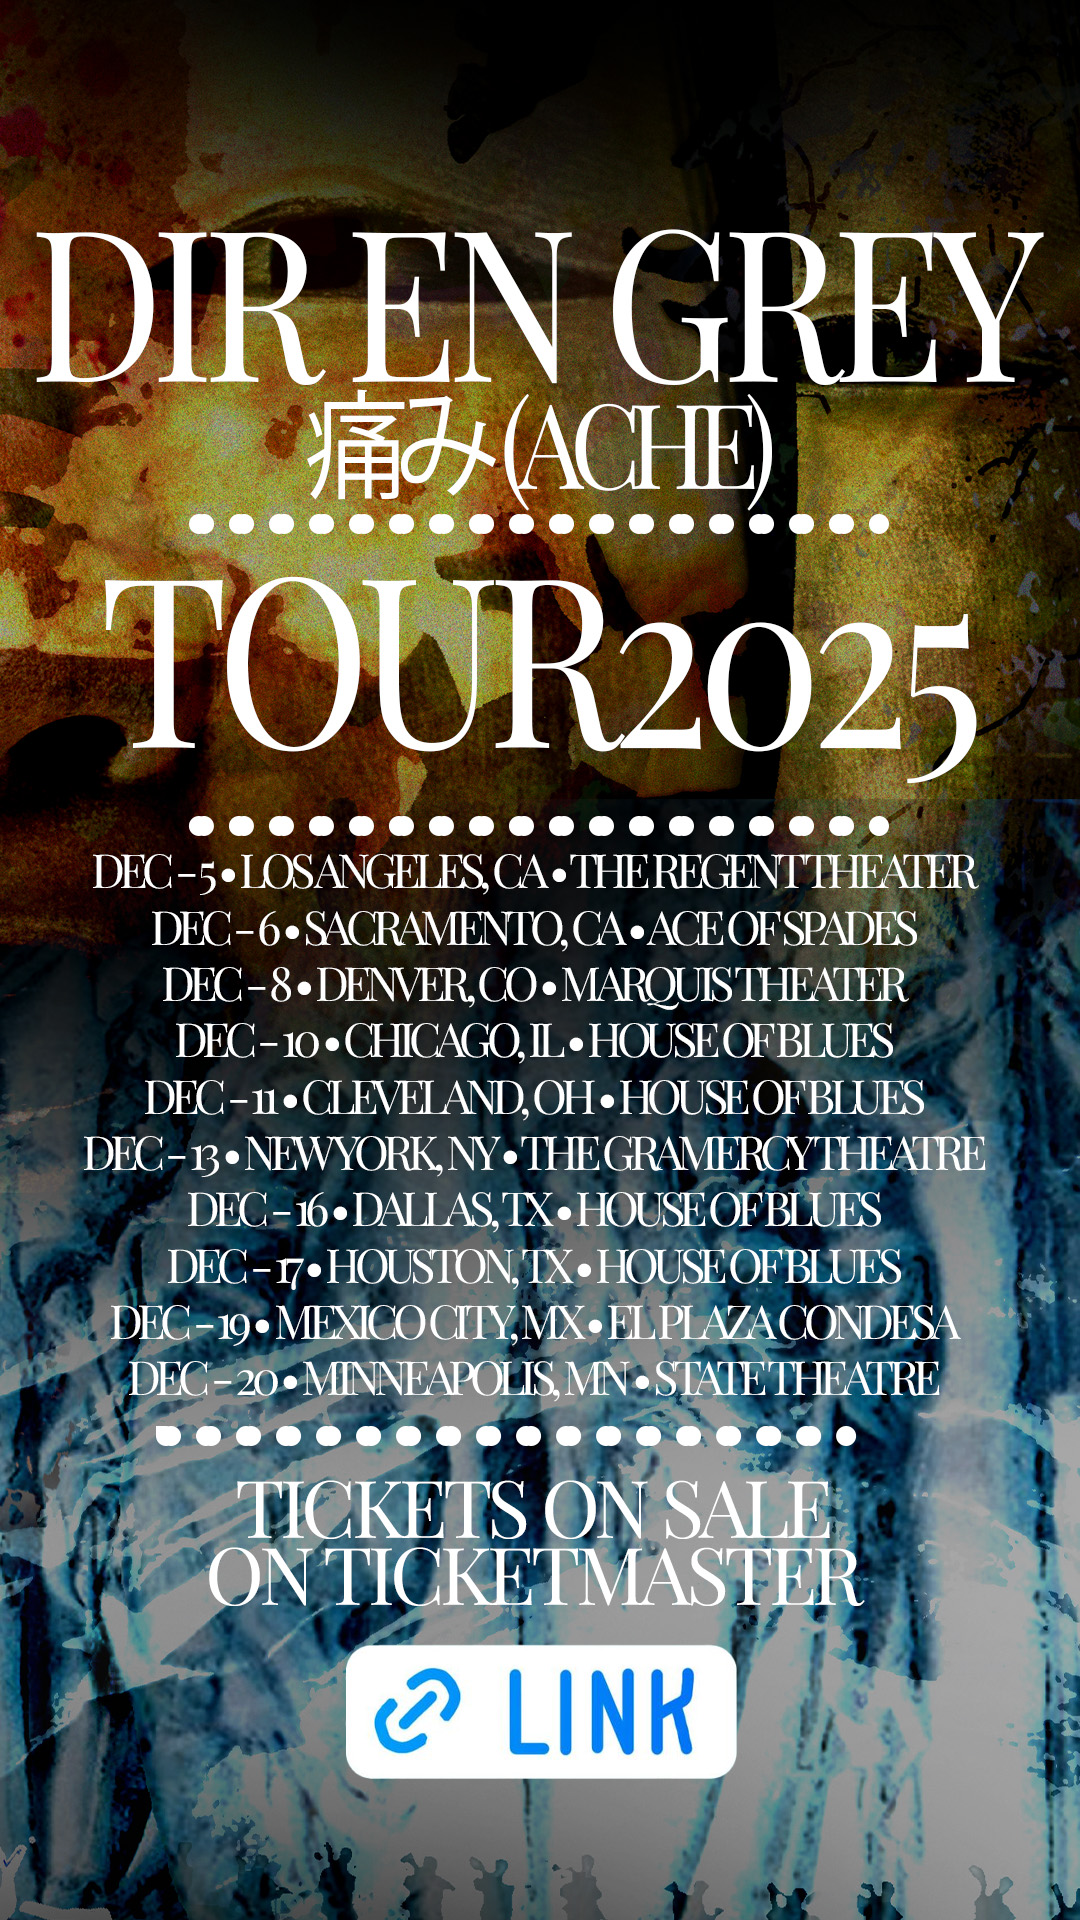 DIR EN GREY
痛み (ACHE)
TOUR 2025
DEC – 5 • LOS ANGELES, CA • THE REGENT THEATER
DEC – 6 • SACRAMENTO, CA • ACE OF SPADES
DEC – 8 • DENVER, CO • MARQUIS THEATER
DEC – 10 • CHICAGO, IL • HOUSE OF BLUES
DEC – 11 • CLEVELAND, OH • HOUSE OF BLUES
DEC – 13 • NEW YORK, NY • THE GRAMERCY THEATRE
DEC – 16 • DALLAS, TX • HOUSE OF BLUES
DEC – 17 • HOUSTON, TX • HOUSE OF BLUES
DEC – 19 • MEXICO CITY, MX • EL PLAZA CONDESA
DEC – 20 • MINNEAPOLIS, MN • STATE THEATRE
TICKETS ON SALE
ON TICKETMASTER
LINK